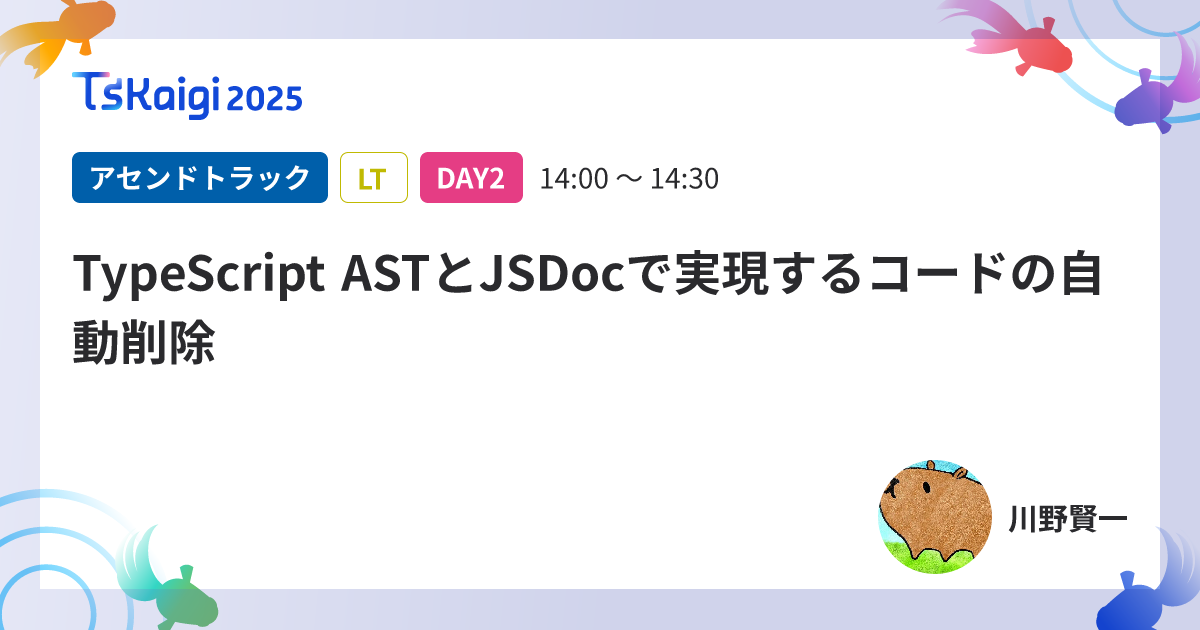 TsKaigi 2025
アセンドトラック LT DAY2 14:00 〜 14:30
TypeScript ASTとJSDocで実現するコードの自
動削除
川野賢一